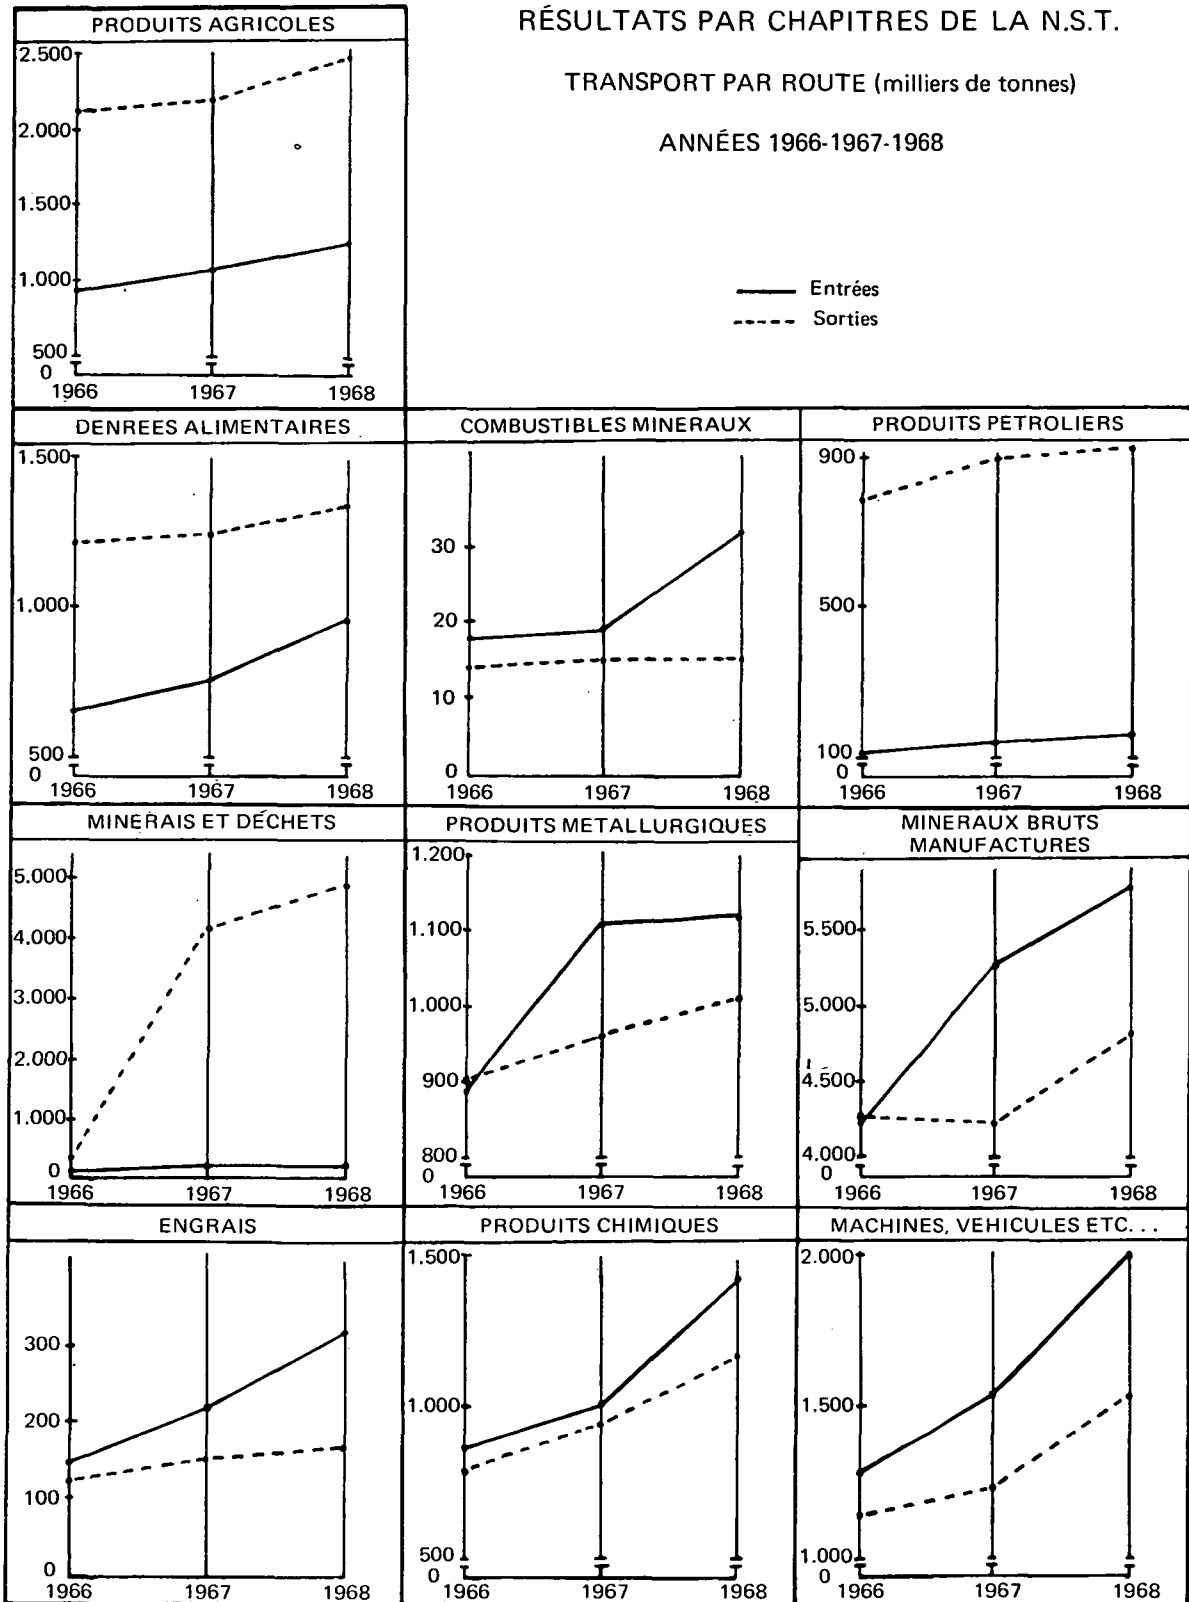 PRODUITS AGRICOLES
RÉSULTATS PAR CHAPITRES DE LA N.S.T.
TRANSPORT PAR ROUTE (milliers de tonnes)
ANNÉES 1966-1967-1968
2.500
2.000
1.500
1.000
500
0
1966 1967 1968
Entrées
Sorties
DENREES ALIMENTAIRES
1.500
1.000
500
0
1966 1967 1968
COMBUSTIBLES MINERAUX
30
20
10
0
1966 1967 1968
PRODUITS PETROLIERS
900
500
100
0
1966 1967 1968
MINERAIS ET DÉCHETS
5.000
4.000
3.000
2.000
1.000
0
1966 1967 1968
PRODUITS METALLURGIQUES
1.200
1.100
1.000
900
800
0
1966 1967 1968
MINERAUX BRUTS
MANUFACTURES
5.500
5.000
4.500
4.000
0
1966 1967 1968
ENGRAIS
300
200
100
0
1966 1967 1968
PRODUITS CHIMIQUES
1.500
1.000
500
0
1966 1967 1968
MACHINES, VEHICULES ETC...
2.000
1.500
1.000
0
1966 1967 1968